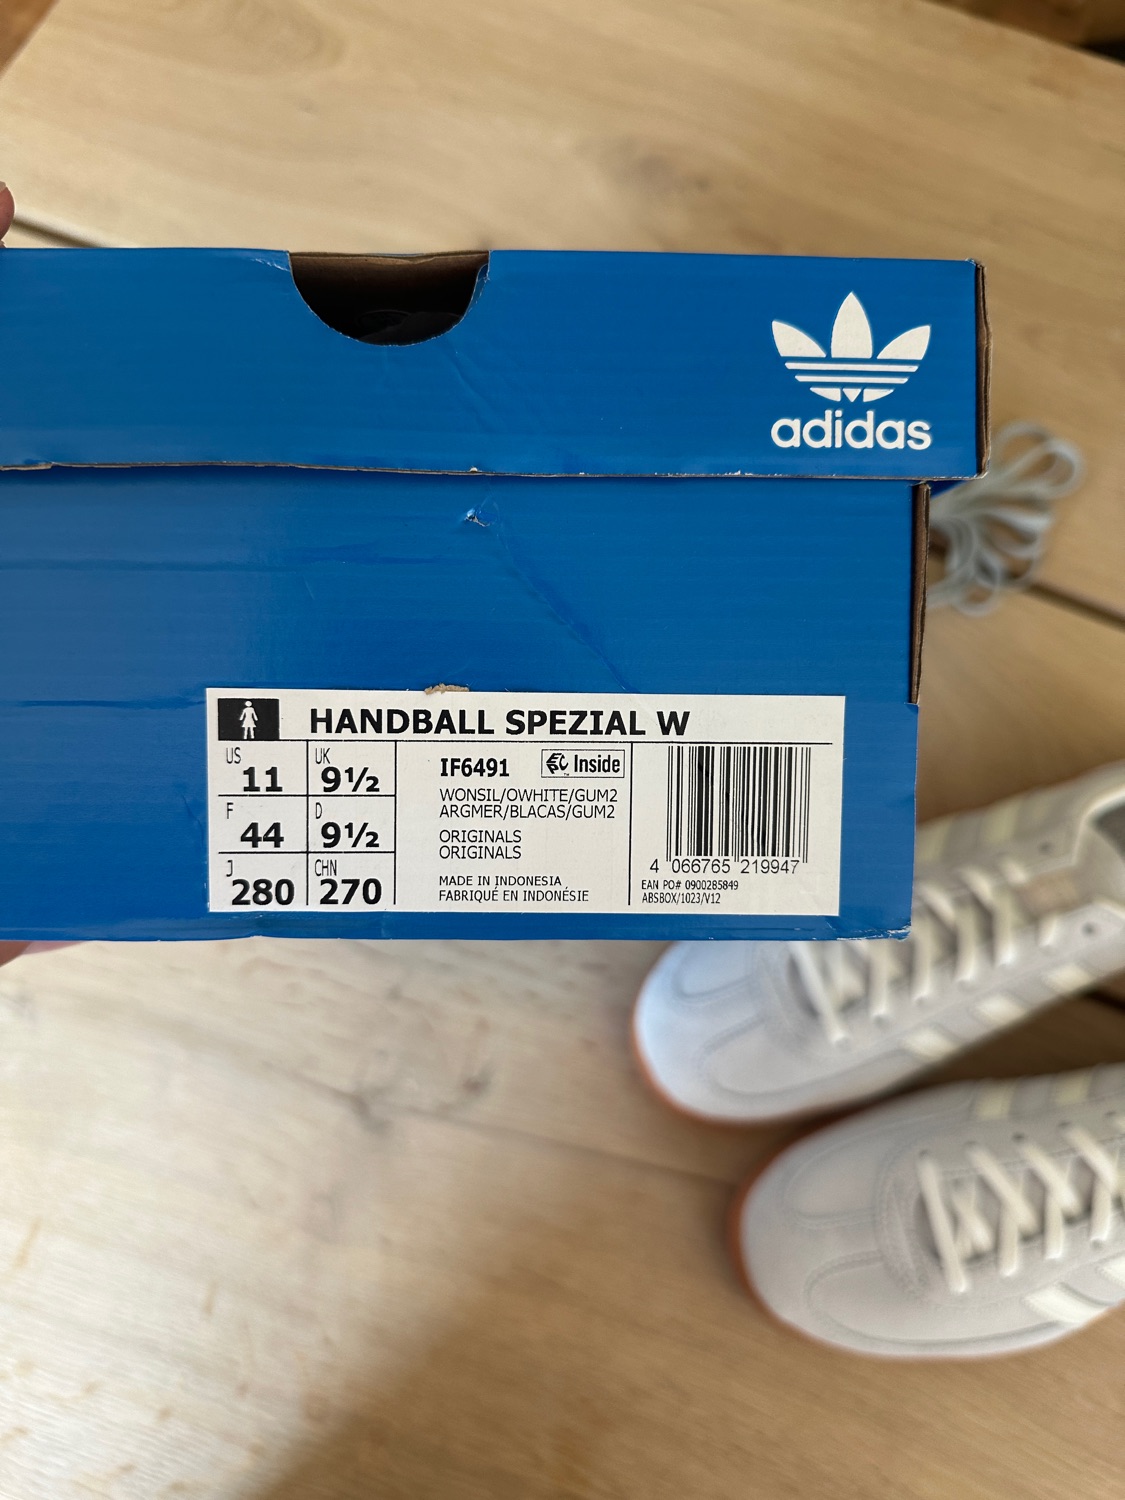 adidas
HANDBALL SPEZIAL W
US 11 UK 9½
F 44 D 9½
J 280 CHN 270
IF6491 Inside
WONSIL/OWHITE/GUM2
ARGMER/BLACAS/GUM2
ORIGINALS
ORIGINALS
MADE IN INDONESIA
FABRIQUÉ EN INDONÉSIE
4 066765 219947
EAN PO# 0900285849
ABSBOX/1023/V12